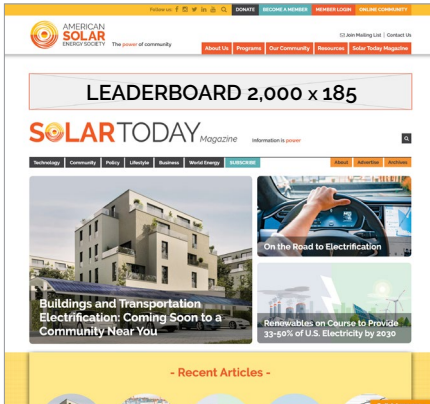 Follow us
DONATE
BECOME A MEMBER
MEMBER LOGIN
ONLINE COMMUNITY
AMERICAN
SOLAR
ENERGY SOCIETY
The power of community
Join Mailing List | Contact Us
About Us
Programs
Our Community
Resources
Solar Today Magazine
LEADERBOARD 2,000 x 185
SOLARTODAY Magazine
Information is power
Technology
Community
Policy
Lifestyle
Business
World Energy
SUBSCRIBE
About
Advertise
Archives
Buildings and Transportation
Electrification: Coming Soon to a
Community Near You
On the Road to Electrification
Renewables on Course to Provide
33-50% of U.S. Electricity by 2030
- Recent Articles -